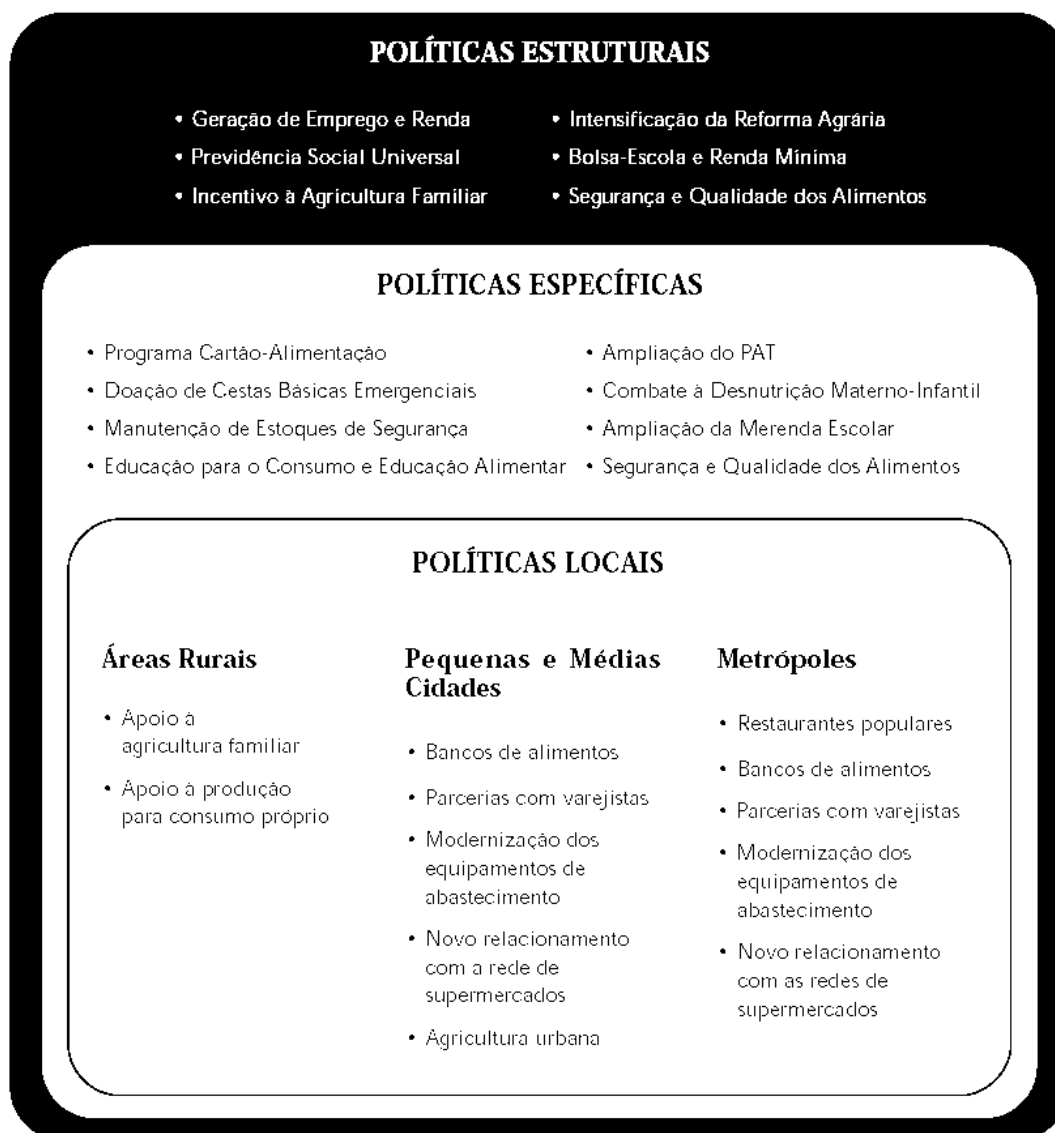 POLÍTICAS ESTRUTURAIS
• Geração de Emprego e Renda
• Previdência Social Universal
• Incentivo à Agricultura Familiar
• Intensificação da Reforma Agrária
• Bolsa-Escola e Renda Mínima
• Segurança e Qualidade dos Alimentos
POLÍTICAS ESPECÍFICAS
• Programa Cartão-Alimentação
• Doação de Cestas Básicas Emergenciais
• Manutenção de Estoques de Segurança
• Educação para o Consumo e Educação Alimentar
• Ampliação do PAT
• Combate à Desnutrição Materno-Infantil
• Ampliação da Merenda Escolar
• Segurança e Qualidade dos Alimentos
POLÍTICAS LOCAIS
Áreas Rurais
• Apoio à
agricultura familiar
• Apoio à produção
para consumo próprio
Pequenas e Médias
Cidades
• Bancos de alimentos
• Parcerias com varejistas
• Modernização dos
equipamentos de
abastecimento
• Novo relacionamento
com a rede de
supermercados
• Agricultura urbana
Metrópoles
• Restaurantes populares
• Bancos de alimentos
• Parcerias com varejistas
• Modernização dos
equipamentos de
abastecimento
• Novo relacionamento
com as redes de
supermercados